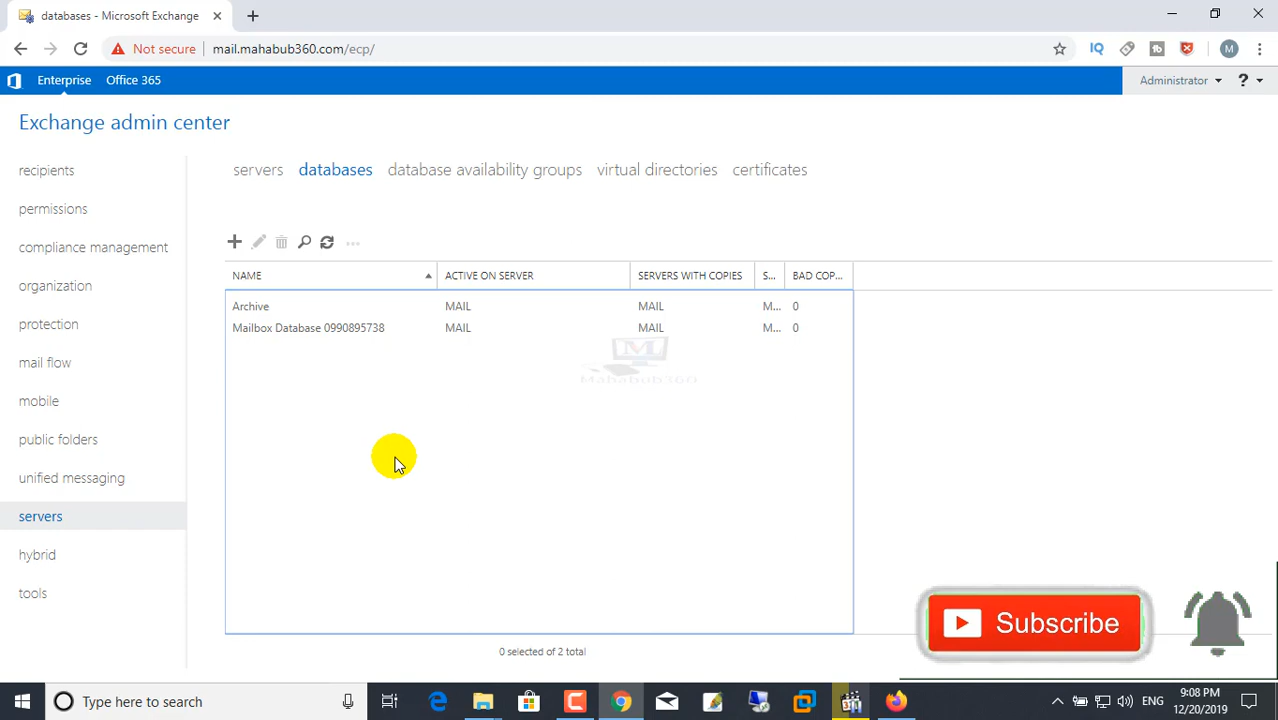 databases - Microsoft Exchange
Not secure mail.mahabub360.com/ecp/
IQ
M
Enterprise Office 365 Administrator ?
Exchange admin center
recipients
permissions
compliance management
organization
protection
mail flow
mobile
public folders
unified messaging
servers
hybrid
tools
servers databases database availability groups virtual directories certificates
NAME ACTIVE ON SERVER SERVERS WITH COPIES S... BAD COP...
Archive MAIL MAIL M... 0
Mailbox Database 0990895738 MAIL MAIL M... 0
Mahabub360
0 selected of 2 total
Subscribe
Type here to search
ENG
9:08 PM
12/20/2019